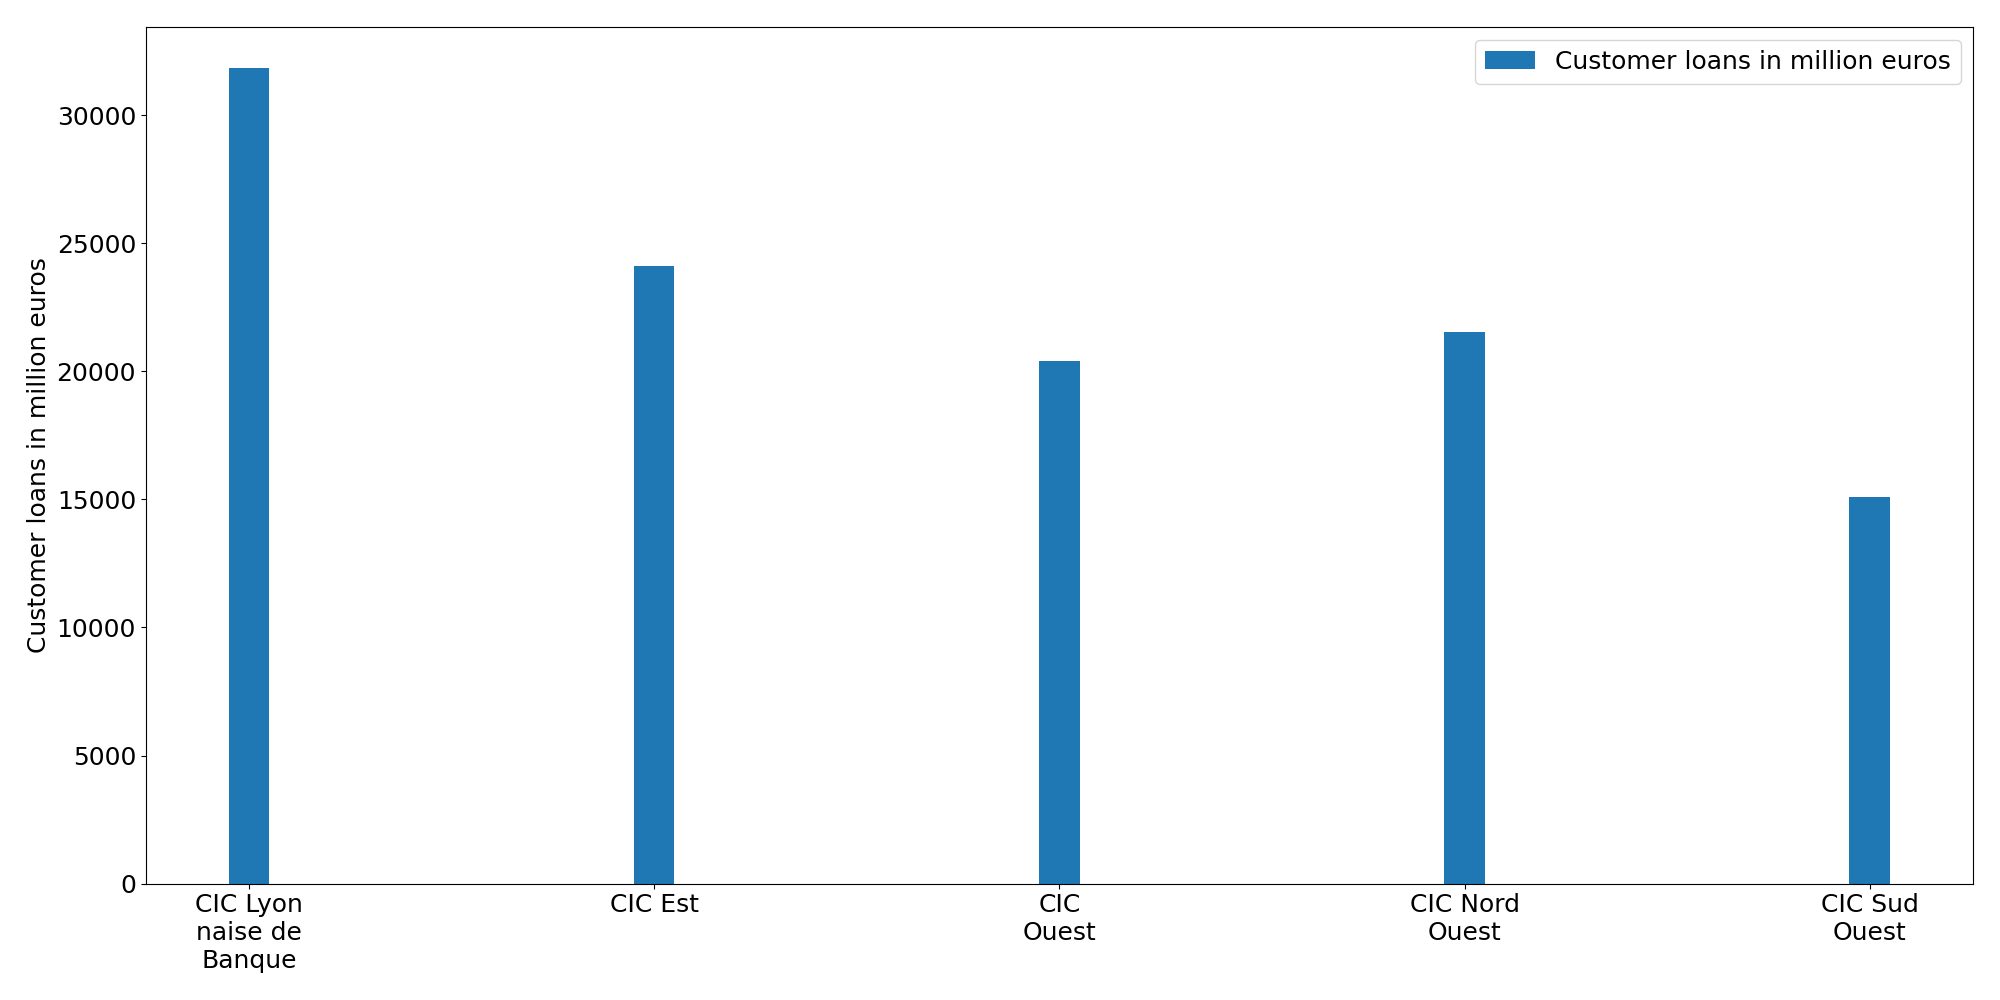 Customer loans in million euros
Customer loans in million euros
30000
25000
20000
15000
10000
5000
0
CIC Lyon
naise de
Banque
CIC Est
CIC
Ouest
CIC Nord
Ouest
CIC Sud
Ouest